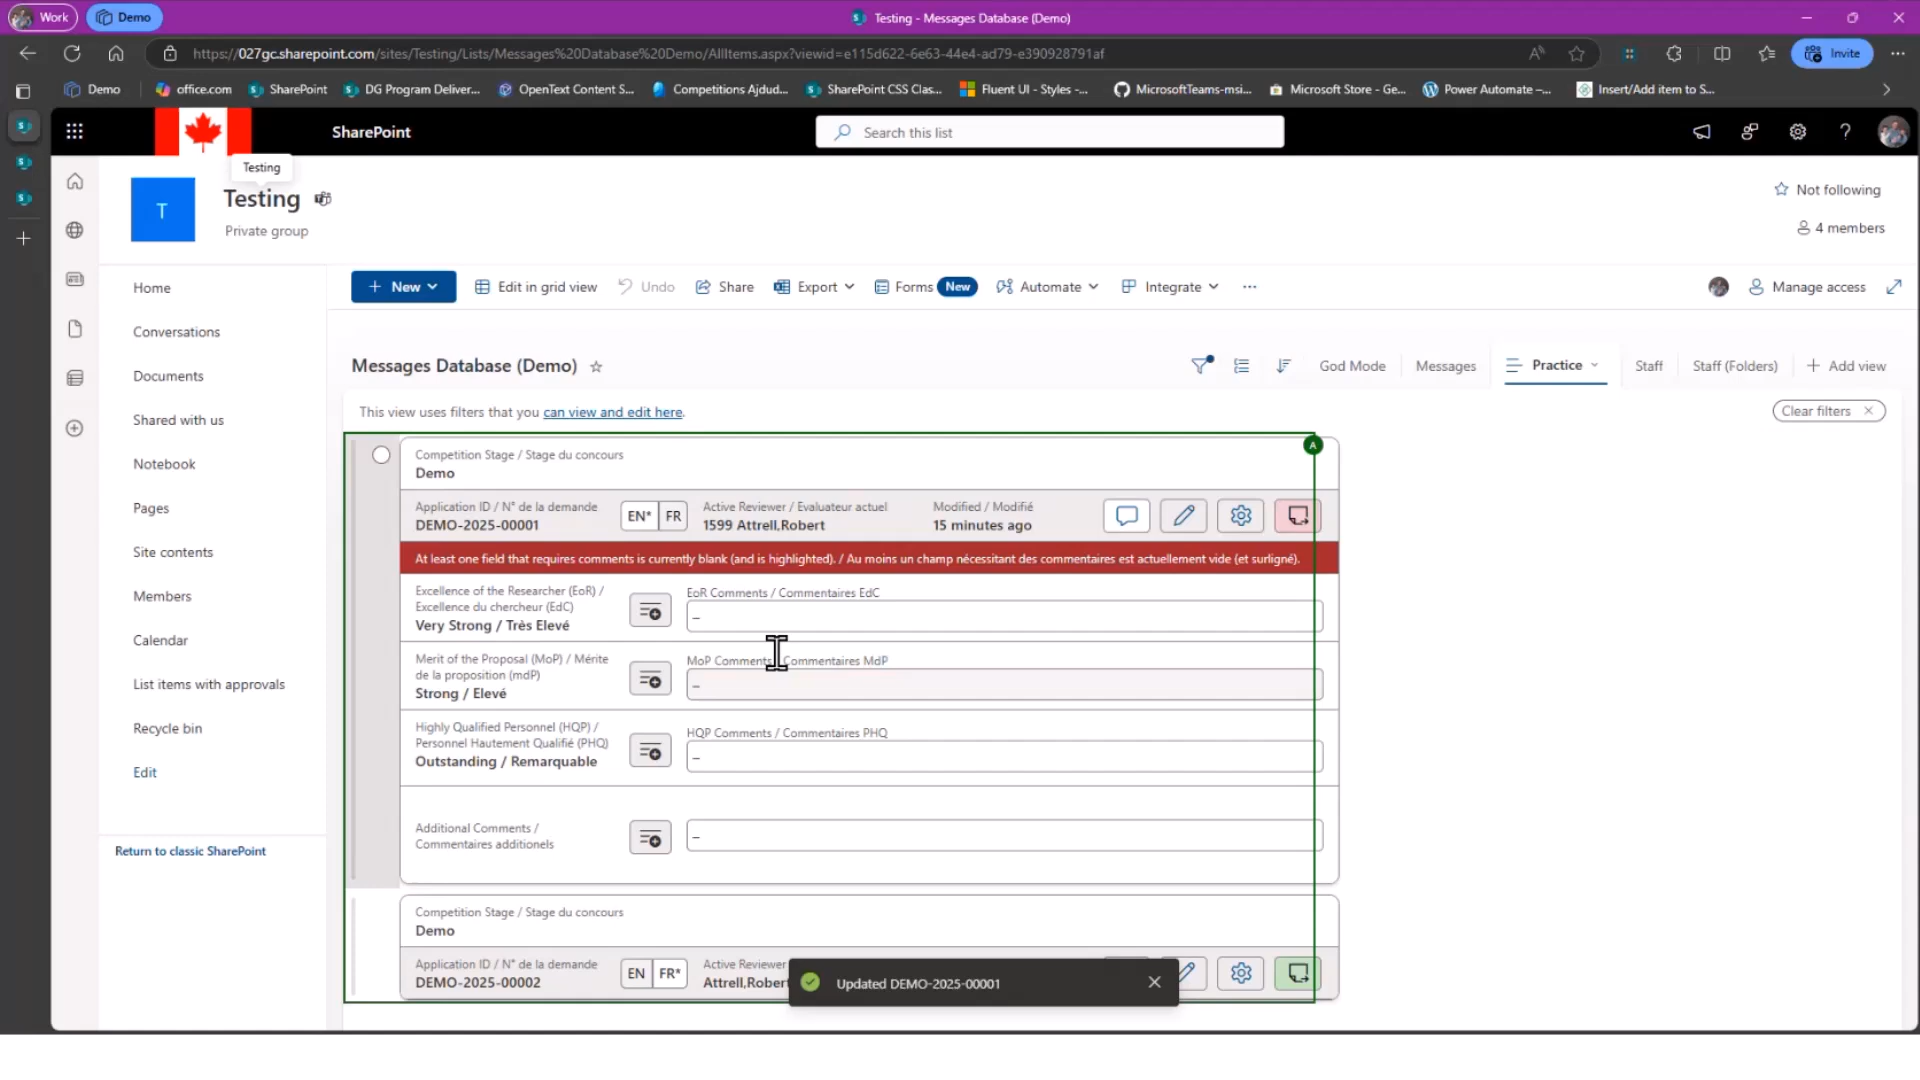 Work
Demo
Testing - Messages Database (Demo)
https://027gc.sharepoint.com/sites/Testing/Lists/Messages%20Database%20Demo/AllItems.aspx?viewid=e115d622-6e63-44e4-ad79-e390928791af
Invite
Demo
office.com
SharePoint
DG Program Deliver...
OpenText Content S...
Competitions Ajdud...
SharePoint CSS Clas...
Fluent UI - Styles -...
MicrosoftTeams-msi...
Microsoft Store - Ge...
Power Automate –...
Insert/Add item to S...
SharePoint
Search this list
Testing
T
Testing
Private group
Not following
4 members
Home
Conversations
Documents
Shared with us
Notebook
Pages
Site contents
Members
Calendar
List items with approvals
Recycle bin
Edit
Return to classic SharePoint
+ New
Edit in grid view
Undo
Share
Export
Forms New
Automate
Integrate
...
Manage access
Messages Database (Demo)
God Mode
Messages
Practice
Staff
Staff (Folders)
+ Add view
This view uses filters that you can view and edit here.
Clear filters
A
Competition Stage / Stage du concours
Demo
Application ID / N° de la demande
DEMO-2025-00001
EN* FR
Active Reviewer / Evaluateur actuel
1599 Attrell,Robert
Modified / Modifié
15 minutes ago
At least one field that requires comments is currently blank (and is highlighted). / Au moins un champ nécessitant des commentaires est actuellement vide (et surligné).
Excellence of the Researcher (EoR) /
Excellence du chercheur (EdC)
Very Strong / Très Elevé
EoR Comments / Commentaires EdC
–
Merit of the Proposal (MoP) / Mérite
de la proposition (mdP)
Strong / Elevé
MoP Comments / Commentaires MdP
–
Highly Qualified Personnel (HQP) /
Personnel Hautement Qualifié (PHQ)
Outstanding / Remarquable
HQP Comments / Commentaires PHQ
–
Additional Comments /
Commentaires additionels
–
Competition Stage / Stage du concours
Demo
Application ID / N° de la demande
DEMO-2025-00002
EN FR*
Active Reviewer
Attrell,Robert
Updated DEMO-2025-00001